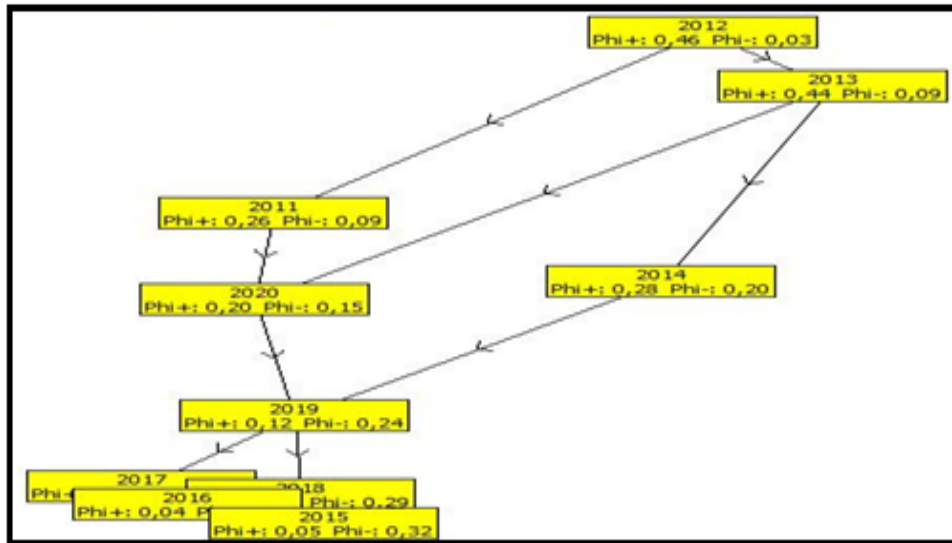 2012
Phi+: 0,46 Phi-: 0,03
2013
Phi+: 0,44 Phi-: 0,09
2011
Phi+: 0,26 Phi-: 0,09
2014
Phi+: 0,28 Phi-: 0,20
2020
Phi+: 0,20 Phi-: 0,15
2019
Phi+: 0,12 Phi-: 0,24
2017
2018
Phi-: 0,29
2016
Phi+: 0,04
2015
Phi+: 0,05 Phi-: 0,32